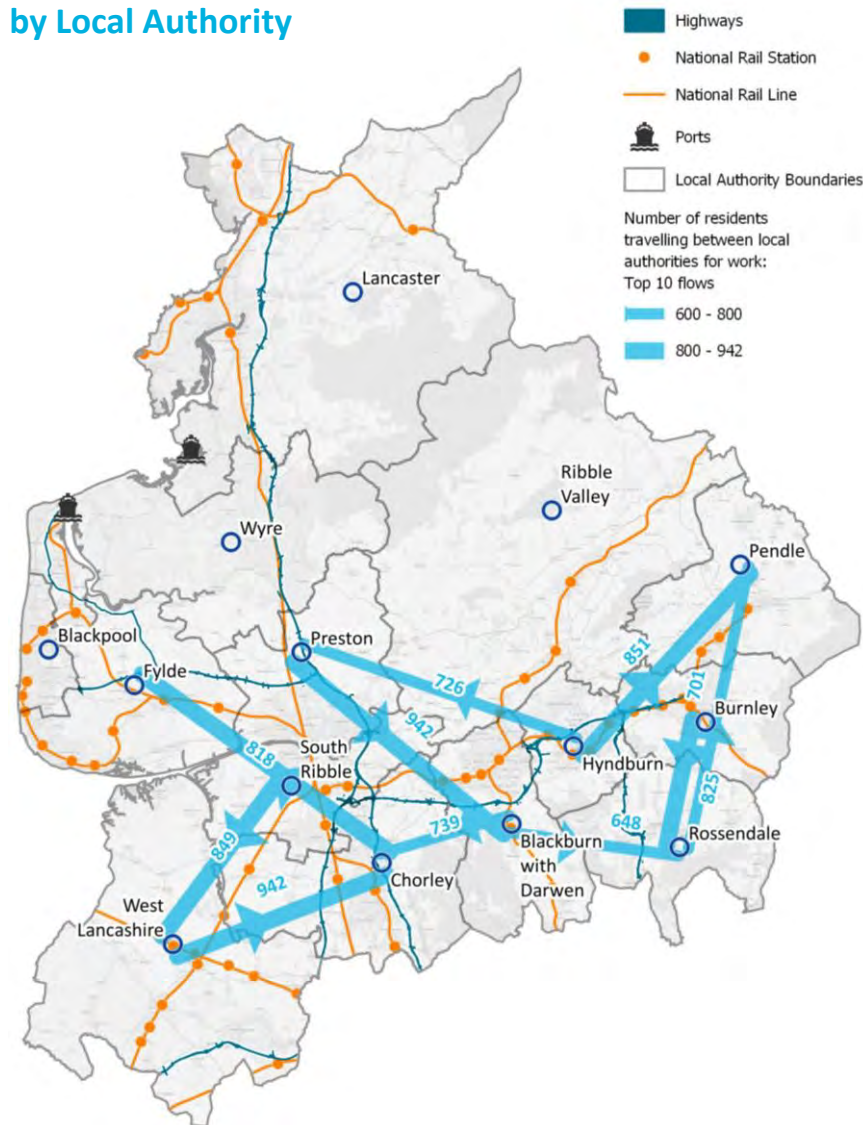 by Local Authority
Highways
National Rail Station
National Rail Line
Ports
Local Authority Boundaries
Number of residents
travelling between local
authorities for work:
Top 10 flows
600 - 800
800 - 942
Lancaster
Ribble
Valley
Wyre
Pendle
Preston
Blackpool
Fylde
851
726
701
942
Burnley
818
South
Ribble
Hyndburn
825
739
648
849
Blackburn
with
Darwen
Rossendale
Chorley
942
West
Lancashire